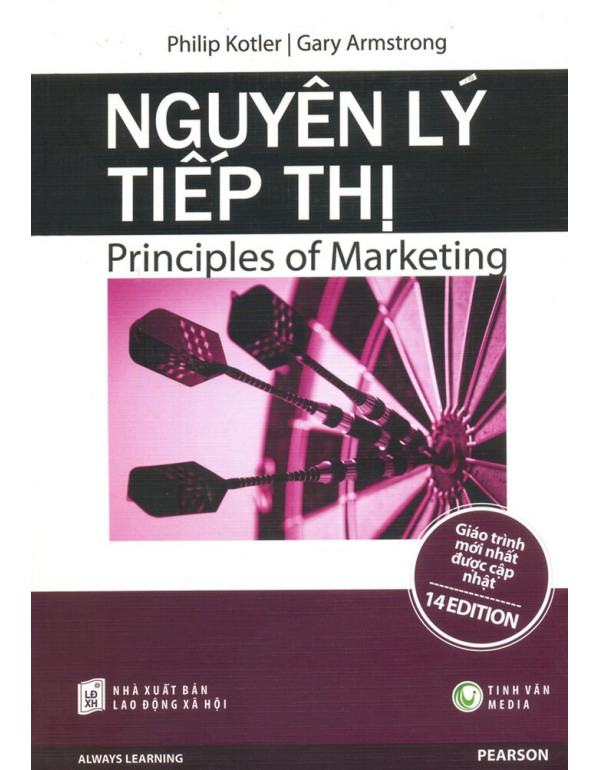 Philip Kotler | Gary Armstrong
NGUYÊN LÝ
TIẾP THỊ
Principles of Marketing
Giáo trình
mới nhất
được cập
nhật
14 EDITION
LĐ
XH
NHÀ XUẤT BẢN
LAO ĐỘNG XÃ HỘI
TINH VĂN
MEDIA
ALWAYS LEARNING
PEARSON